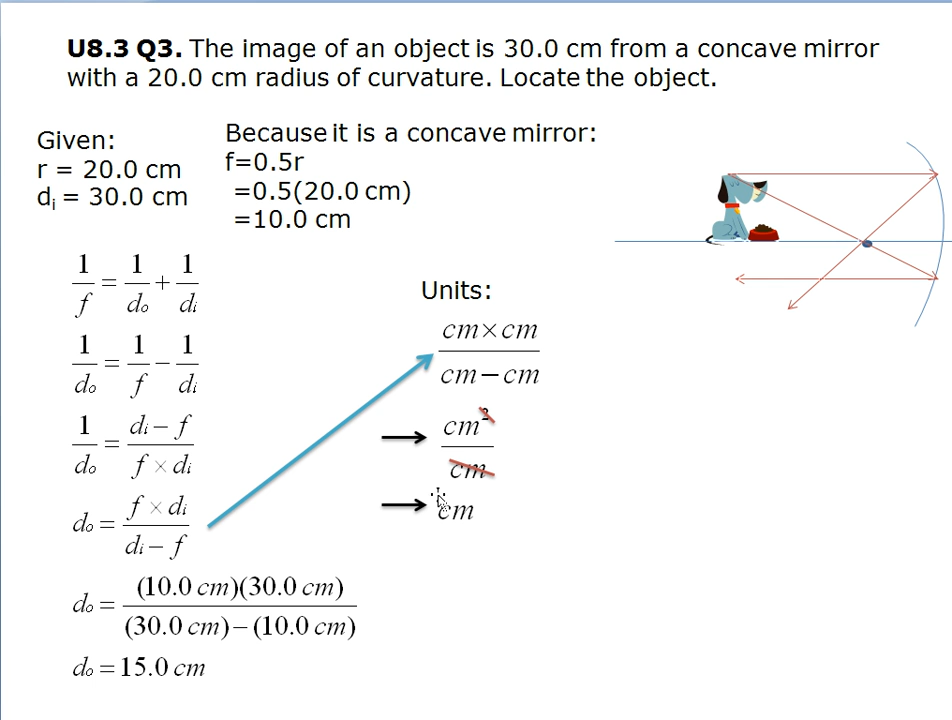 U8.3 Q3. The image of an object is 30.0 cm from a concave mirror
with a 20.0 cm radius of curvature. Locate the object.
Given:
r = 20.0 cm
dᵢ = 30.0 cm
Because it is a concave mirror:
f=0.5r
=0.5(20.0 cm)
=10.0 cm
1/f = 1/dₒ + 1/dᵢ
1/dₒ = 1/f − 1/dᵢ
1/dₒ = (dᵢ − f)/(f × dᵢ)
dₒ = (f × dᵢ)/(dᵢ − f)
dₒ = (10.0 cm)(30.0 cm)/((30.0 cm) − (10.0 cm))
dₒ = 15.0 cm
Units:
cm × cm
cm − cm
cm²
cm
cm